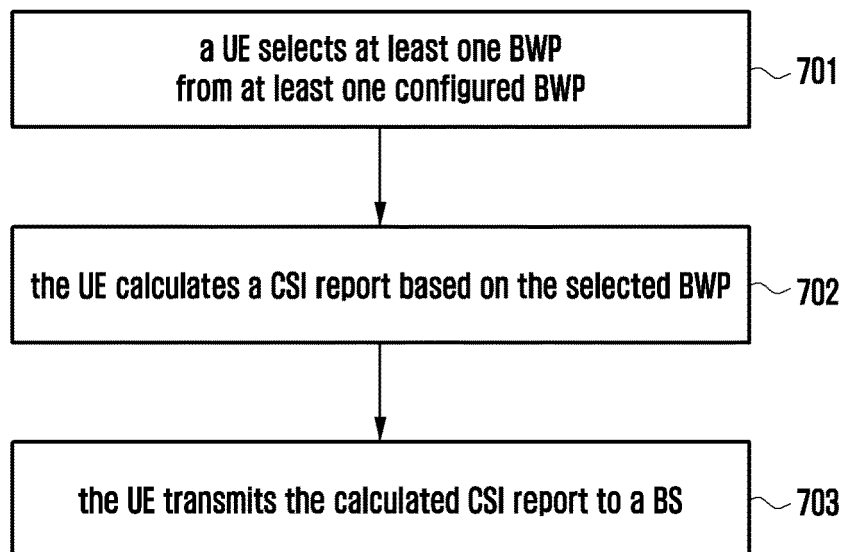 a UE selects at least one BWP
from at least one configured BWP
701
the UE calculates a CSI report based on the selected BWP
702
the UE transmits the calculated CSI report to a BS
703